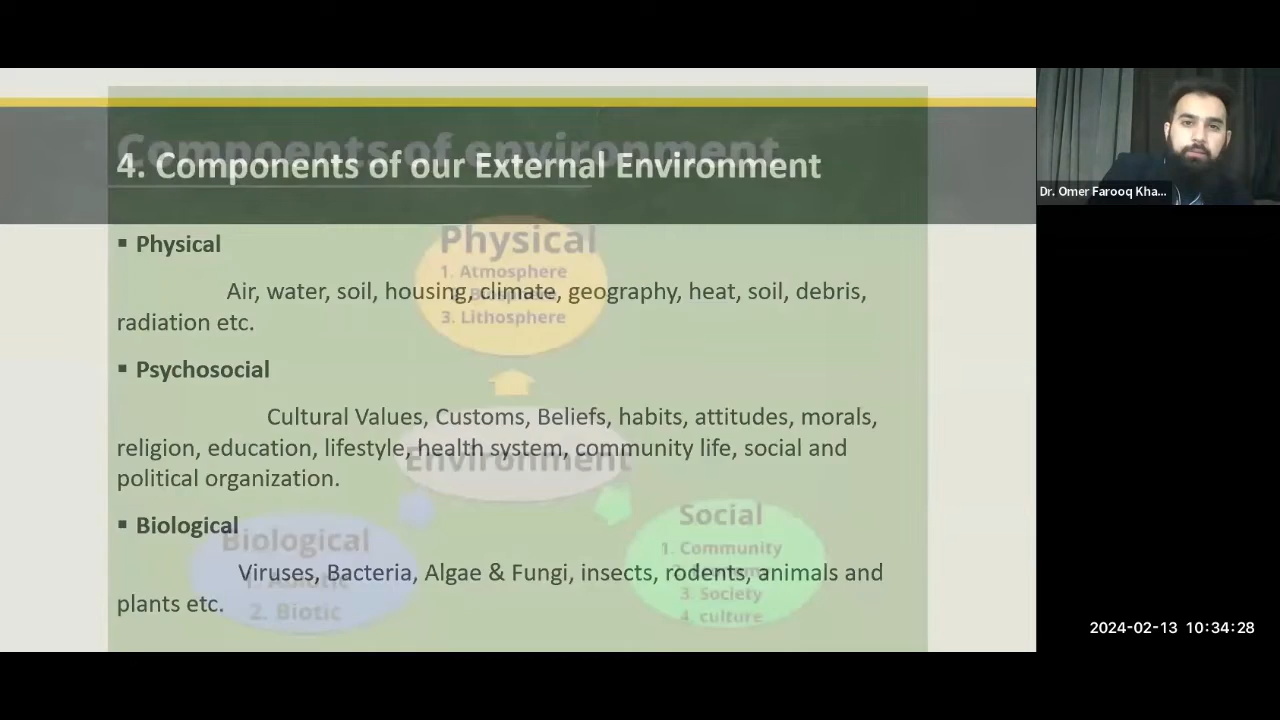 Components of environment
4. Components of our External Environment
▪ Physical
Air, water, soil, housing, climate, geography, heat, soil, debris,
radiation etc.
▪ Psychosocial
Cultural Values, Customs, Beliefs, habits, attitudes, morals,
religion, education, lifestyle, health system, community life, social and
political organization.
▪ Biological
Viruses, Bacteria, Algae & Fungi, insects, rodents, animals and
plants etc.
Physical
1. Atmosphere
3. Lithosphere
Environment
Biological
2. Biotic
Social
1. Community
3. Society
4. culture
Dr. Omer Farooq Kha...
2024-02-13 10:34:28